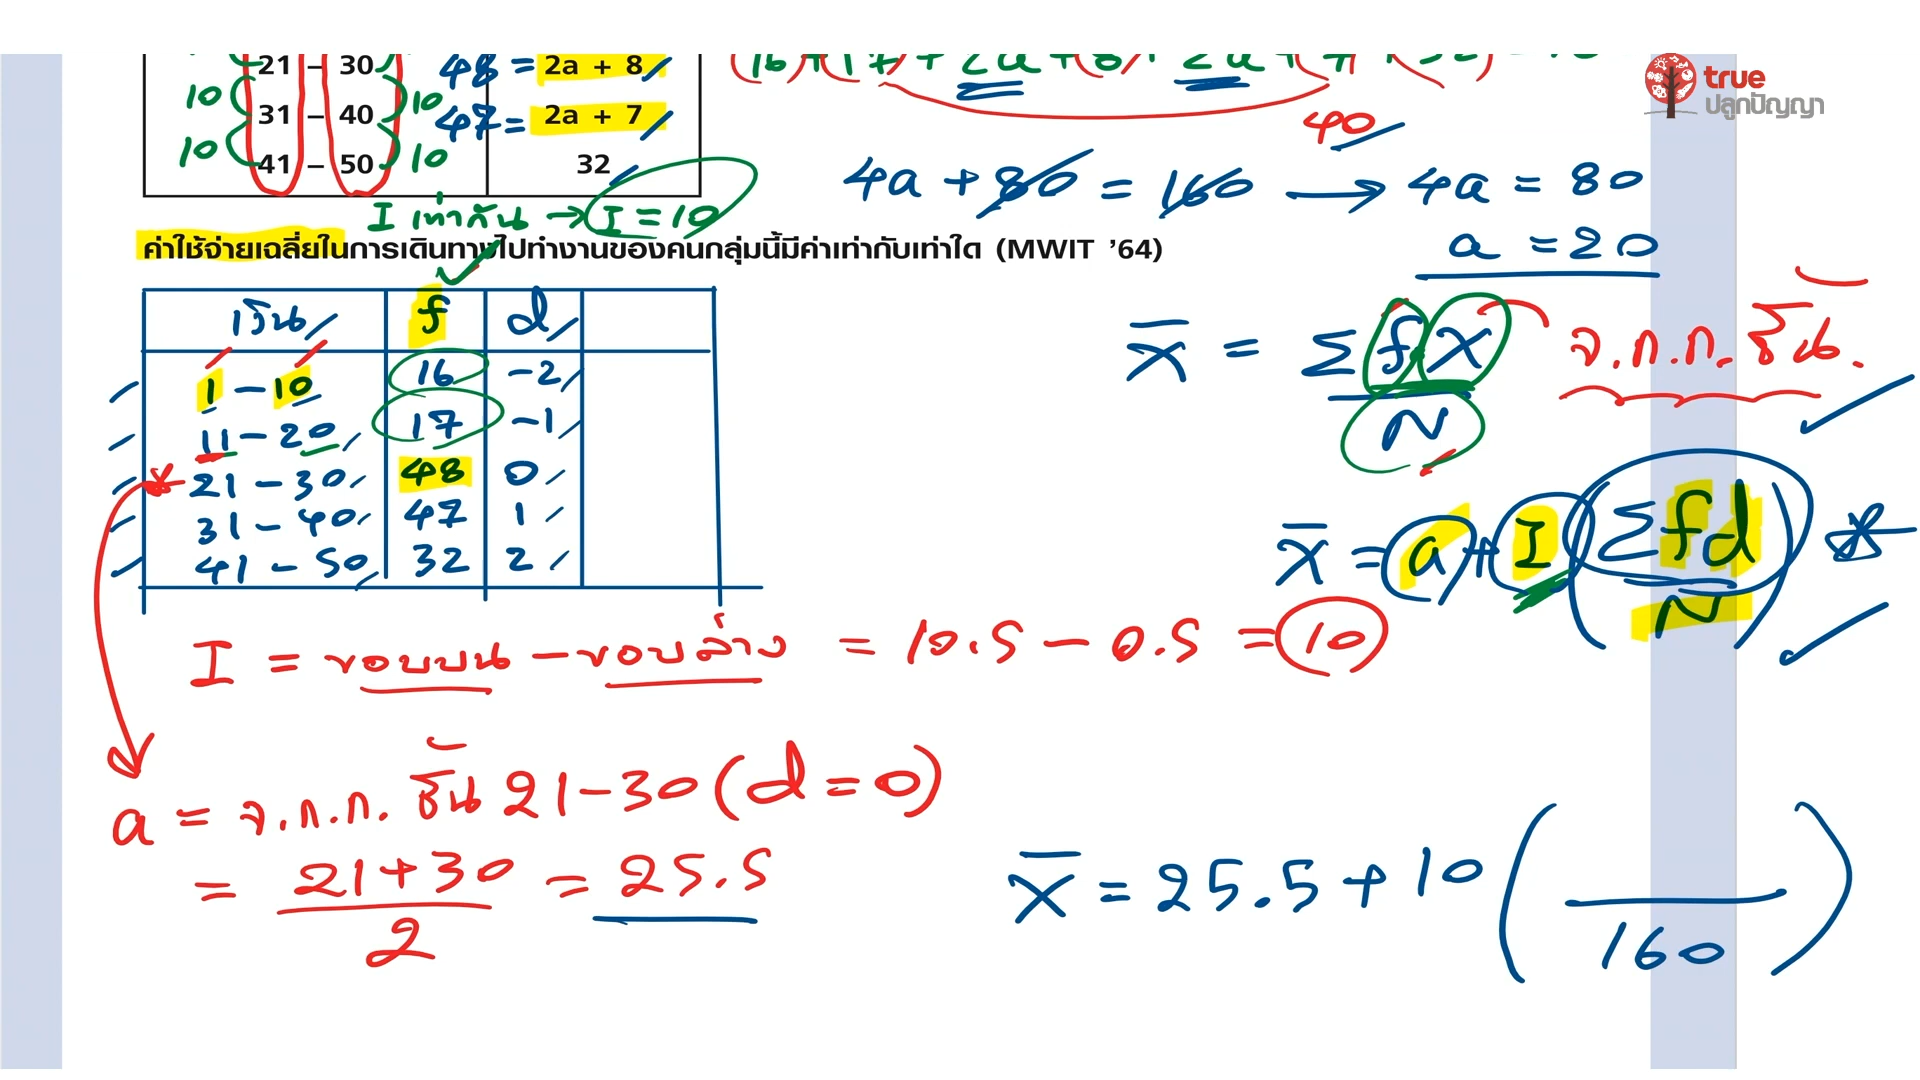 21 – 30 48 = 2a + 8
true
ปลูกปัญญา
10 31 – 40 10 47 = 2a + 7
40
10 41 – 50 10 32
4a + 80 = 160 → 4a = 80
I เท่ากัน → I = 10
a = 20
ค่าใช้จ่ายเฉลี่ยในการเดินทางไปทำงานของคนกลุ่มนี้มีค่าเท่ากับเท่าใด (MWIT ’64)
เงิน f d
1 – 10 16 -2
11 – 20 17 -1
21 – 30 48 0
31 – 40 47 1
41 – 50 32 2
x̄ = Σfx / N จ.ก.ก. ชั้น.
x̄ = a + I (Σfd / N)
I = ขอบบน – ขอบล่าง = 10.5 – 0.5 = 10
a = จ.ก.ก. ชั้น 21–30 (d = 0)
= 21+30 / 2 = 25.5
x̄ = 25.5 + 10 ( / 160 )